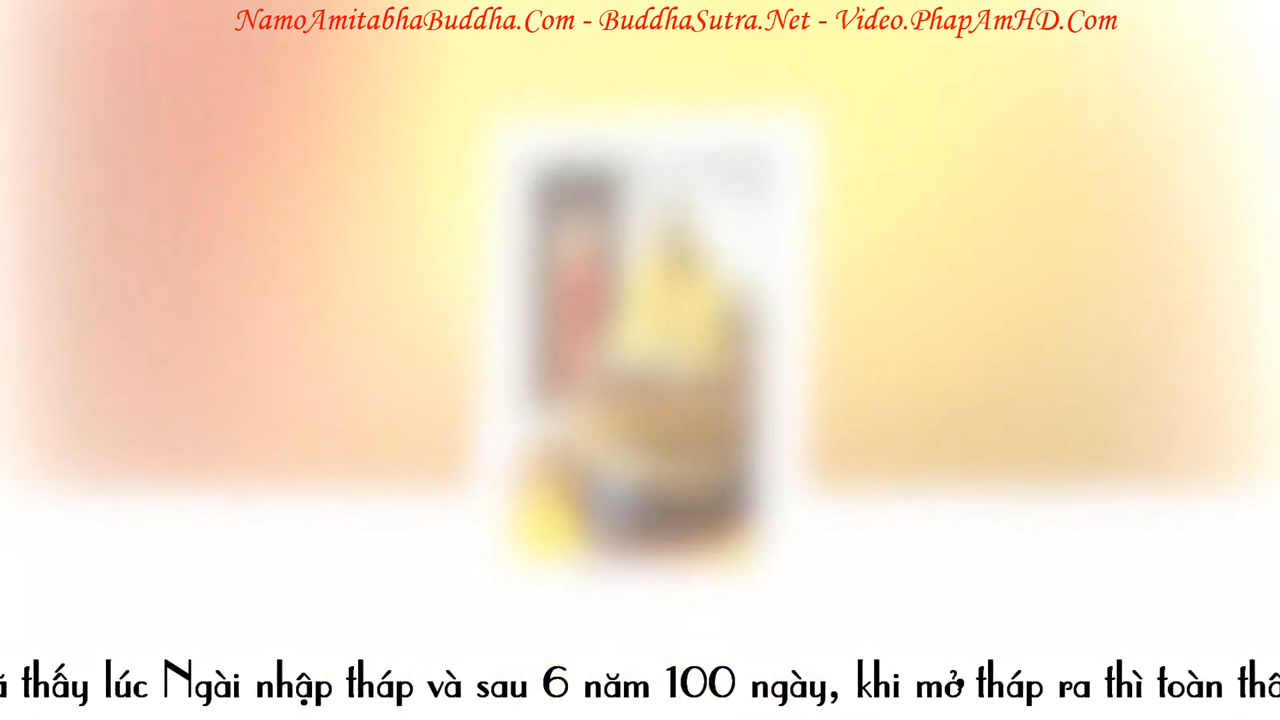 NamoAmitabhaBuddha.Com - BuddhaSutra.Net - Video.PhapAmHD.Com
thấy lúc Ngài nhập tháp và sau 6 năm 100 ngày, khi mở tháp ra thì toàn